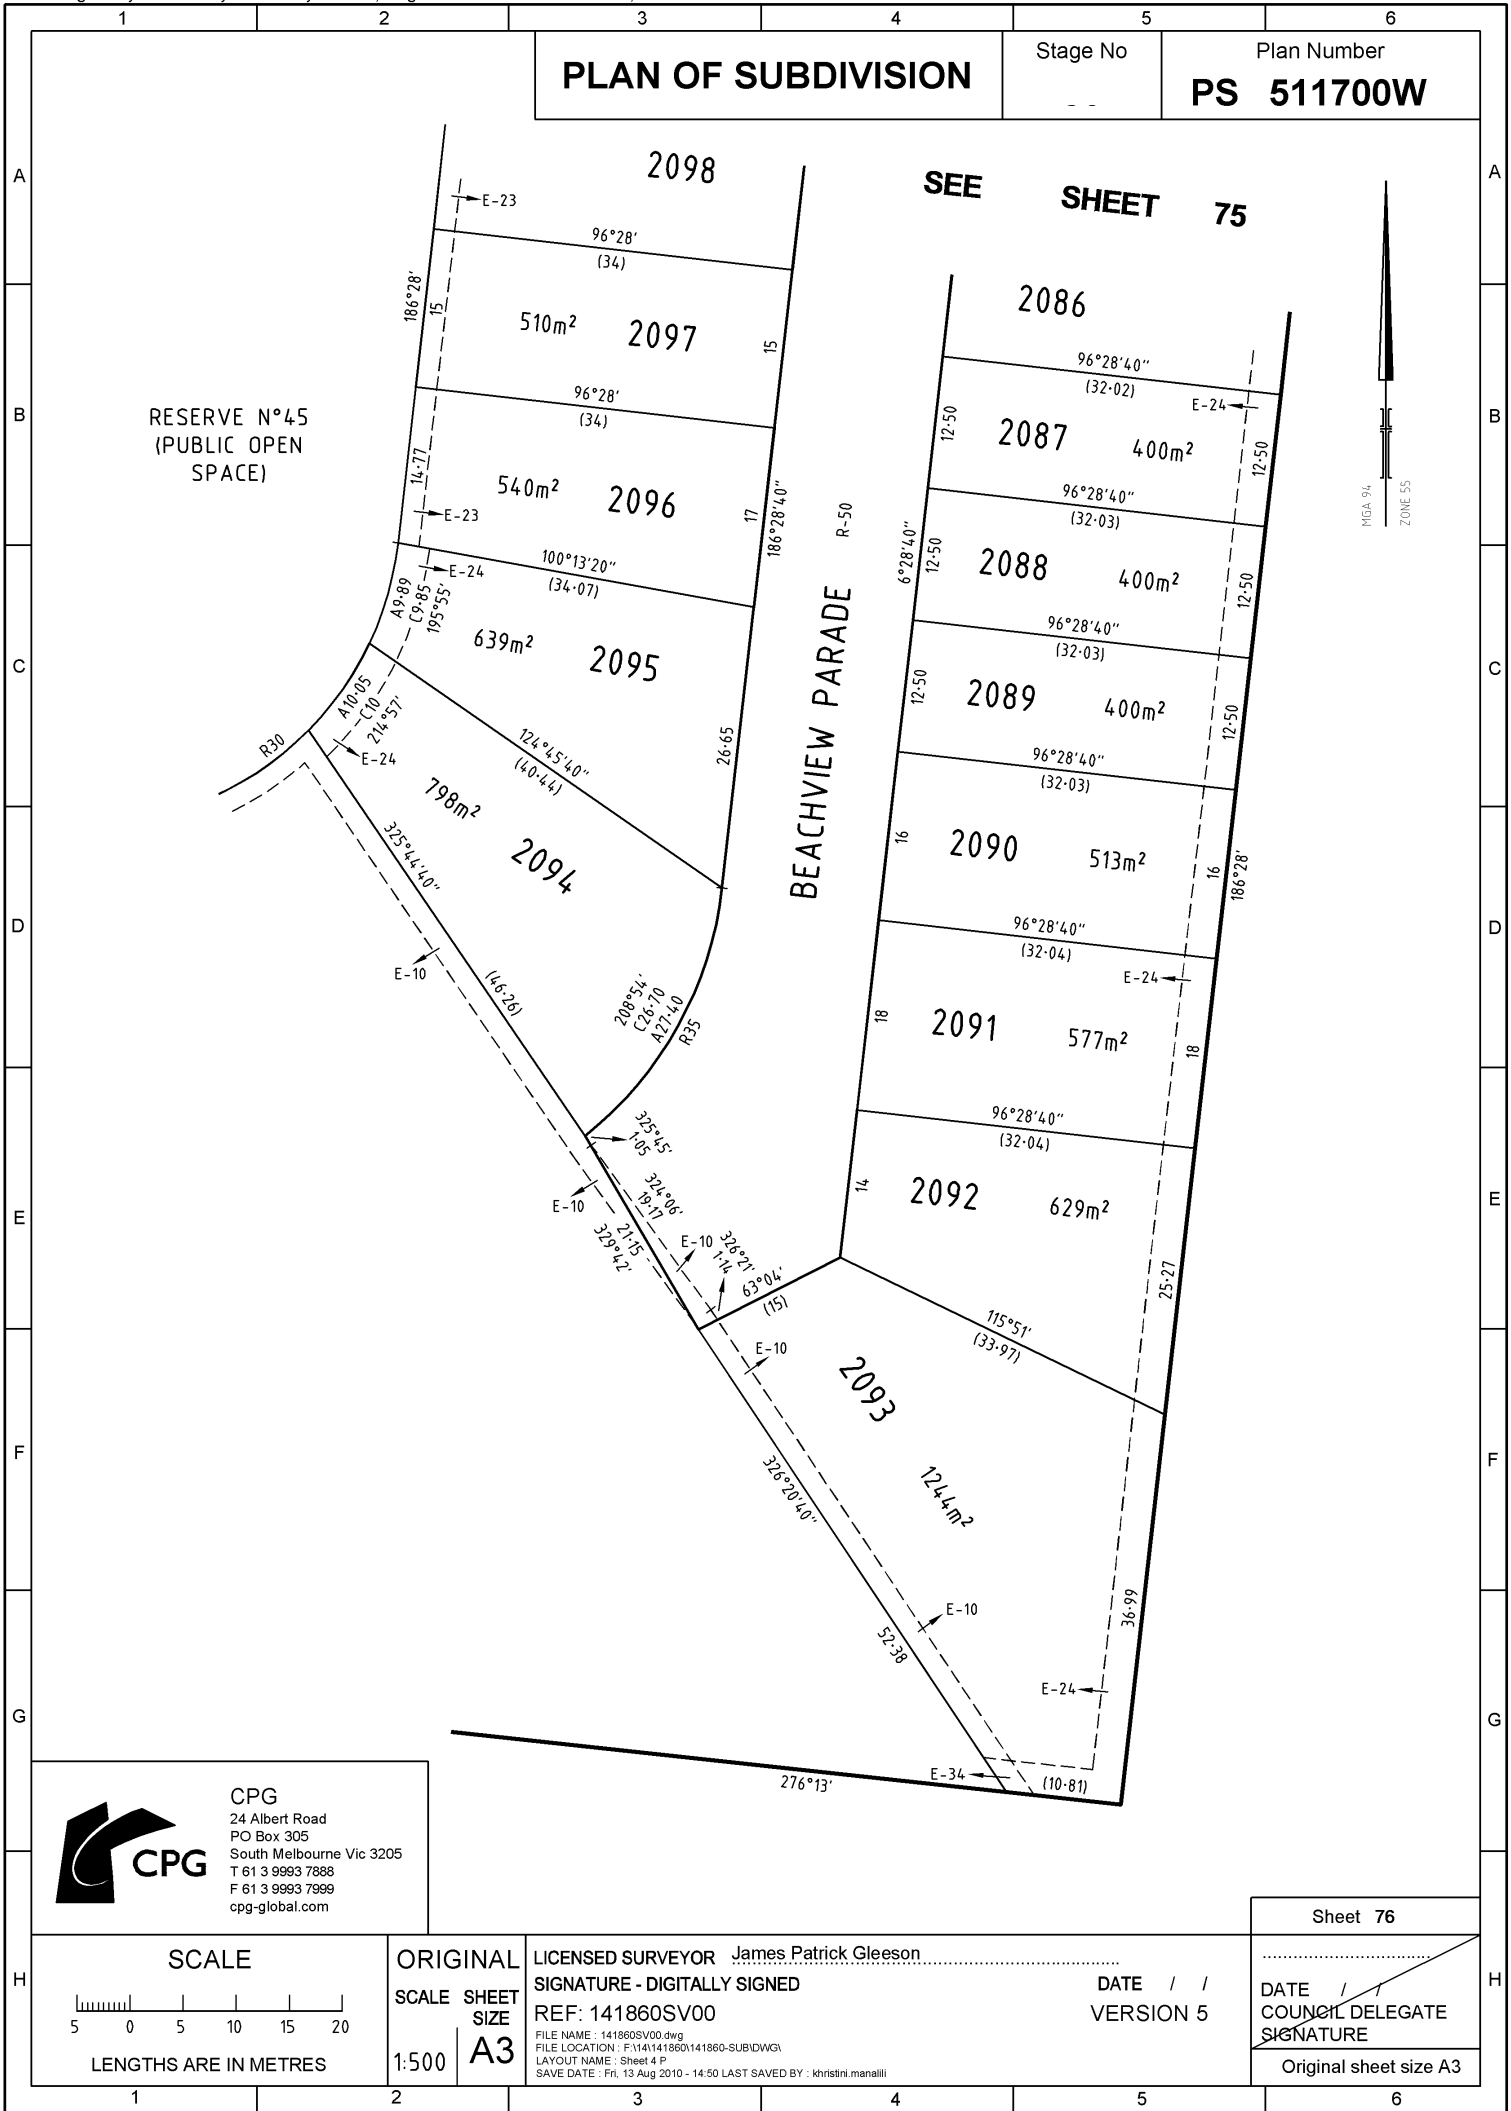 1 2 3 4 5 6
PLAN OF SUBDIVISION
Stage No
- -
Plan Number
PS 511700W
A
A
2098
SEE SHEET 75
E-23
96°28'
(34)
186°28'
15
510m²
2097
15
2086
96°28'40"
(32·02)
E-24
B
B
RESERVE N°45
(PUBLIC OPEN
SPACE)
96°28'
(34)
14·77
540m²
2096
17
186°28'40"
E-23
R-50
12·50
2087
400m²
12·50
96°28'40"
(32·03)
MGA 94
ZONE 55
100°13'20"
(34·07)
E-24
A9·89
C9·85
195°55'
639m²
2095
6°28'40"
12·50
2088
400m²
12·50
96°28'40"
(32·03)
C
C
BEACHVIEW PARADE
A10·05
C10
214°57'
R30
E-24
124°45'40"
(40·44)
26·65
12·50
2089
400m²
12·50
96°28'40"
(32·03)
798m²
2094
325°44'40"
16
2090
513m²
16
186°28'
D
D
96°28'40"
(32·04)
E-10
(46·26)
E-24
208°54'
C26·70
A27·40
R35
18
2091
577m²
18
96°28'40"
(32·04)
325°45'
1·05
E
E
324°06'
19·17
E-10
21·15
329°42'
E-10
326°21'
1·14
63°04'
(15)
14
2092
629m²
25·27
115°51'
(33·97)
E-10
2093
F
F
326°20'40"
1244m²
E-10
52·38
36·99
E-24
G
G
276°13'
E-34
(10·81)
CPG
CPG
24 Albert Road
PO Box 305
South Melbourne Vic 3205
T 61 3 9993 7888
F 61 3 9993 7999
cpg-global.com
Sheet 76
H
H
SCALE
5 0 5 10 15 20
LENGTHS ARE IN METRES
ORIGINAL
SCALE
SHEET
SIZE
1:500
A3
LICENSED SURVEYOR James Patrick Gleeson
SIGNATURE - DIGITALLY SIGNED
DATE / /
REF: 141860SV00
VERSION 5
FILE NAME : 141860SV00.dwg
FILE LOCATION : F:\14\141860\141860-SUB\DWG\
LAYOUT NAME : Sheet 4 P
SAVE DATE : Fri, 13 Aug 2010 - 14:50 LAST SAVED BY : khristini.manalili
DATE / /
COUNCIL DELEGATE
SIGNATURE
Original sheet size A3
1 2 3 4 5 6